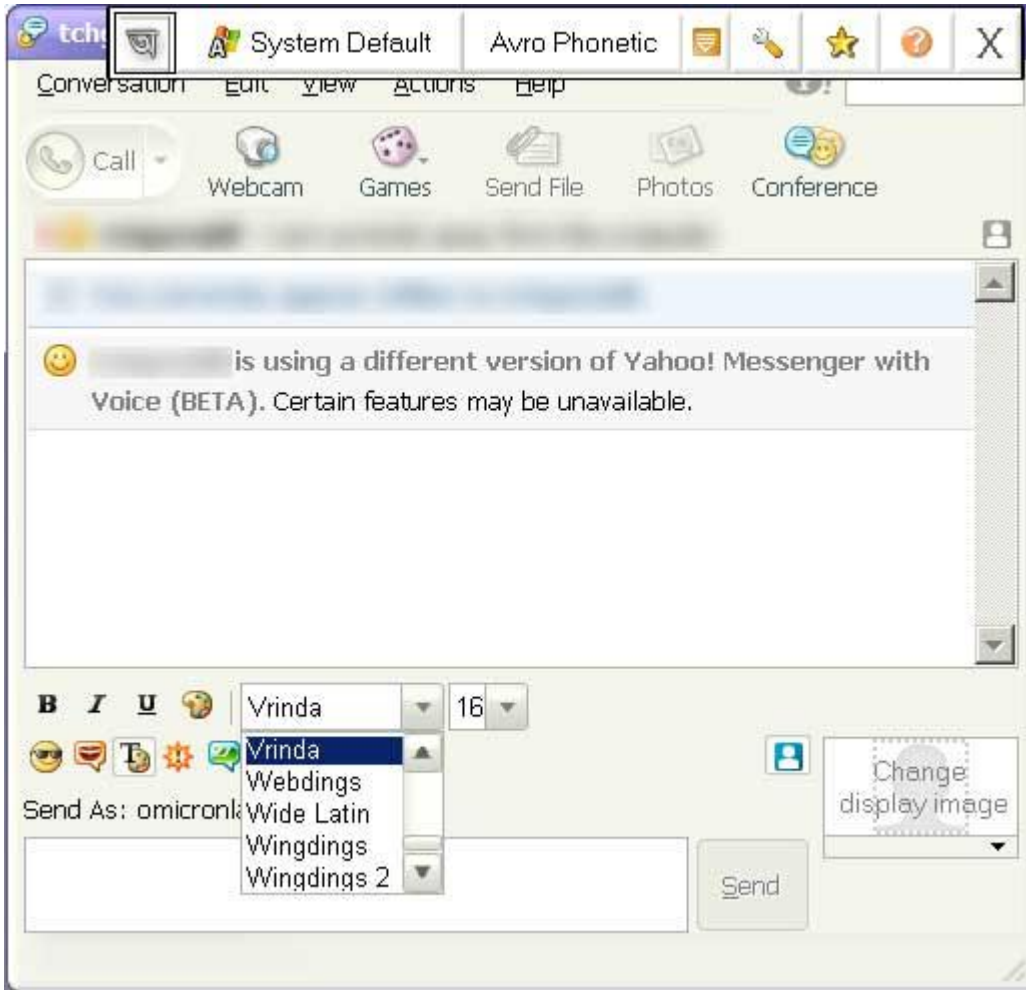 অ System Default Avro Phonetic X
Conversation Edit View Actions Help
Call Webcam Games Send File Photos Conference
is using a different version of Yahoo! Messenger with
Voice (BETA). Certain features may be unavailable.
B I U Vrinda 16
Vrinda
Webdings
Wide Latin
Wingdings
Wingdings 2
Change
display image
Send As:
Send